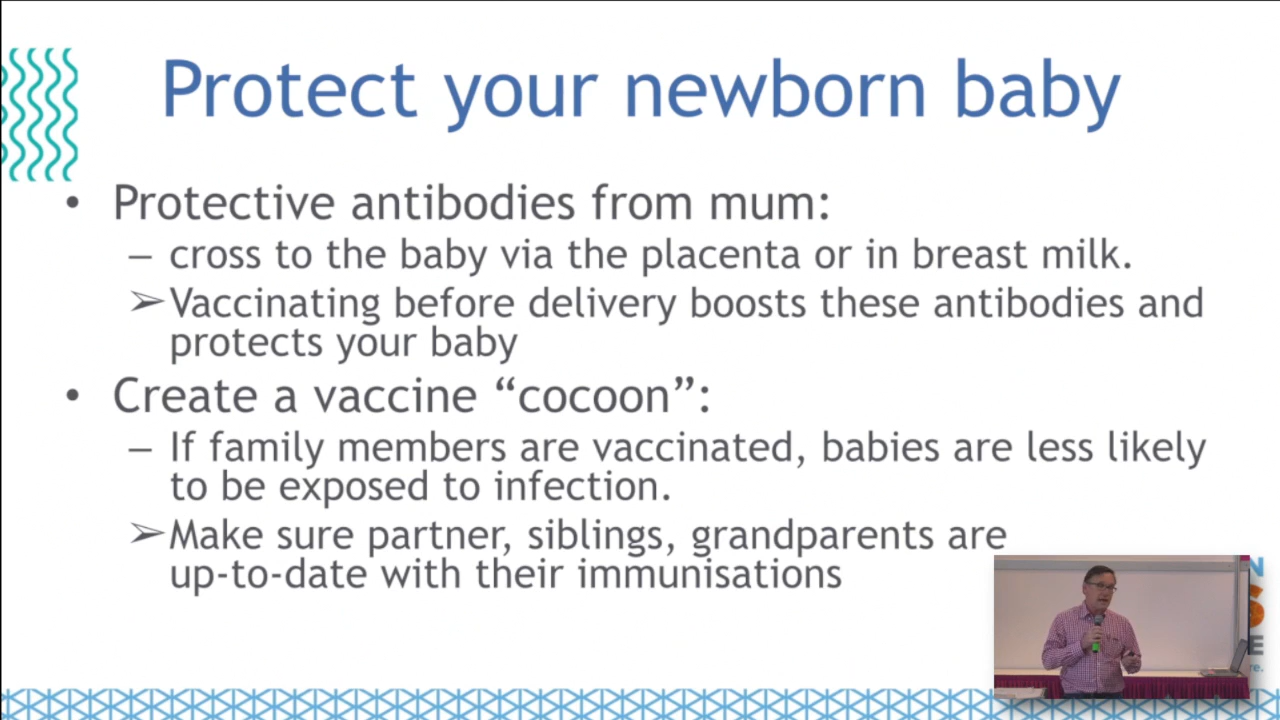 Protect your newborn baby
• Protective antibodies from mum:
– cross to the baby via the placenta or in breast milk.
➢Vaccinating before delivery boosts these antibodies and
protects your baby
• Create a vaccine “cocoon”:
– If family members are vaccinated, babies are less likely
to be exposed to infection.
➢Make sure partner, siblings, grandparents are
up-to-date with their immunisations